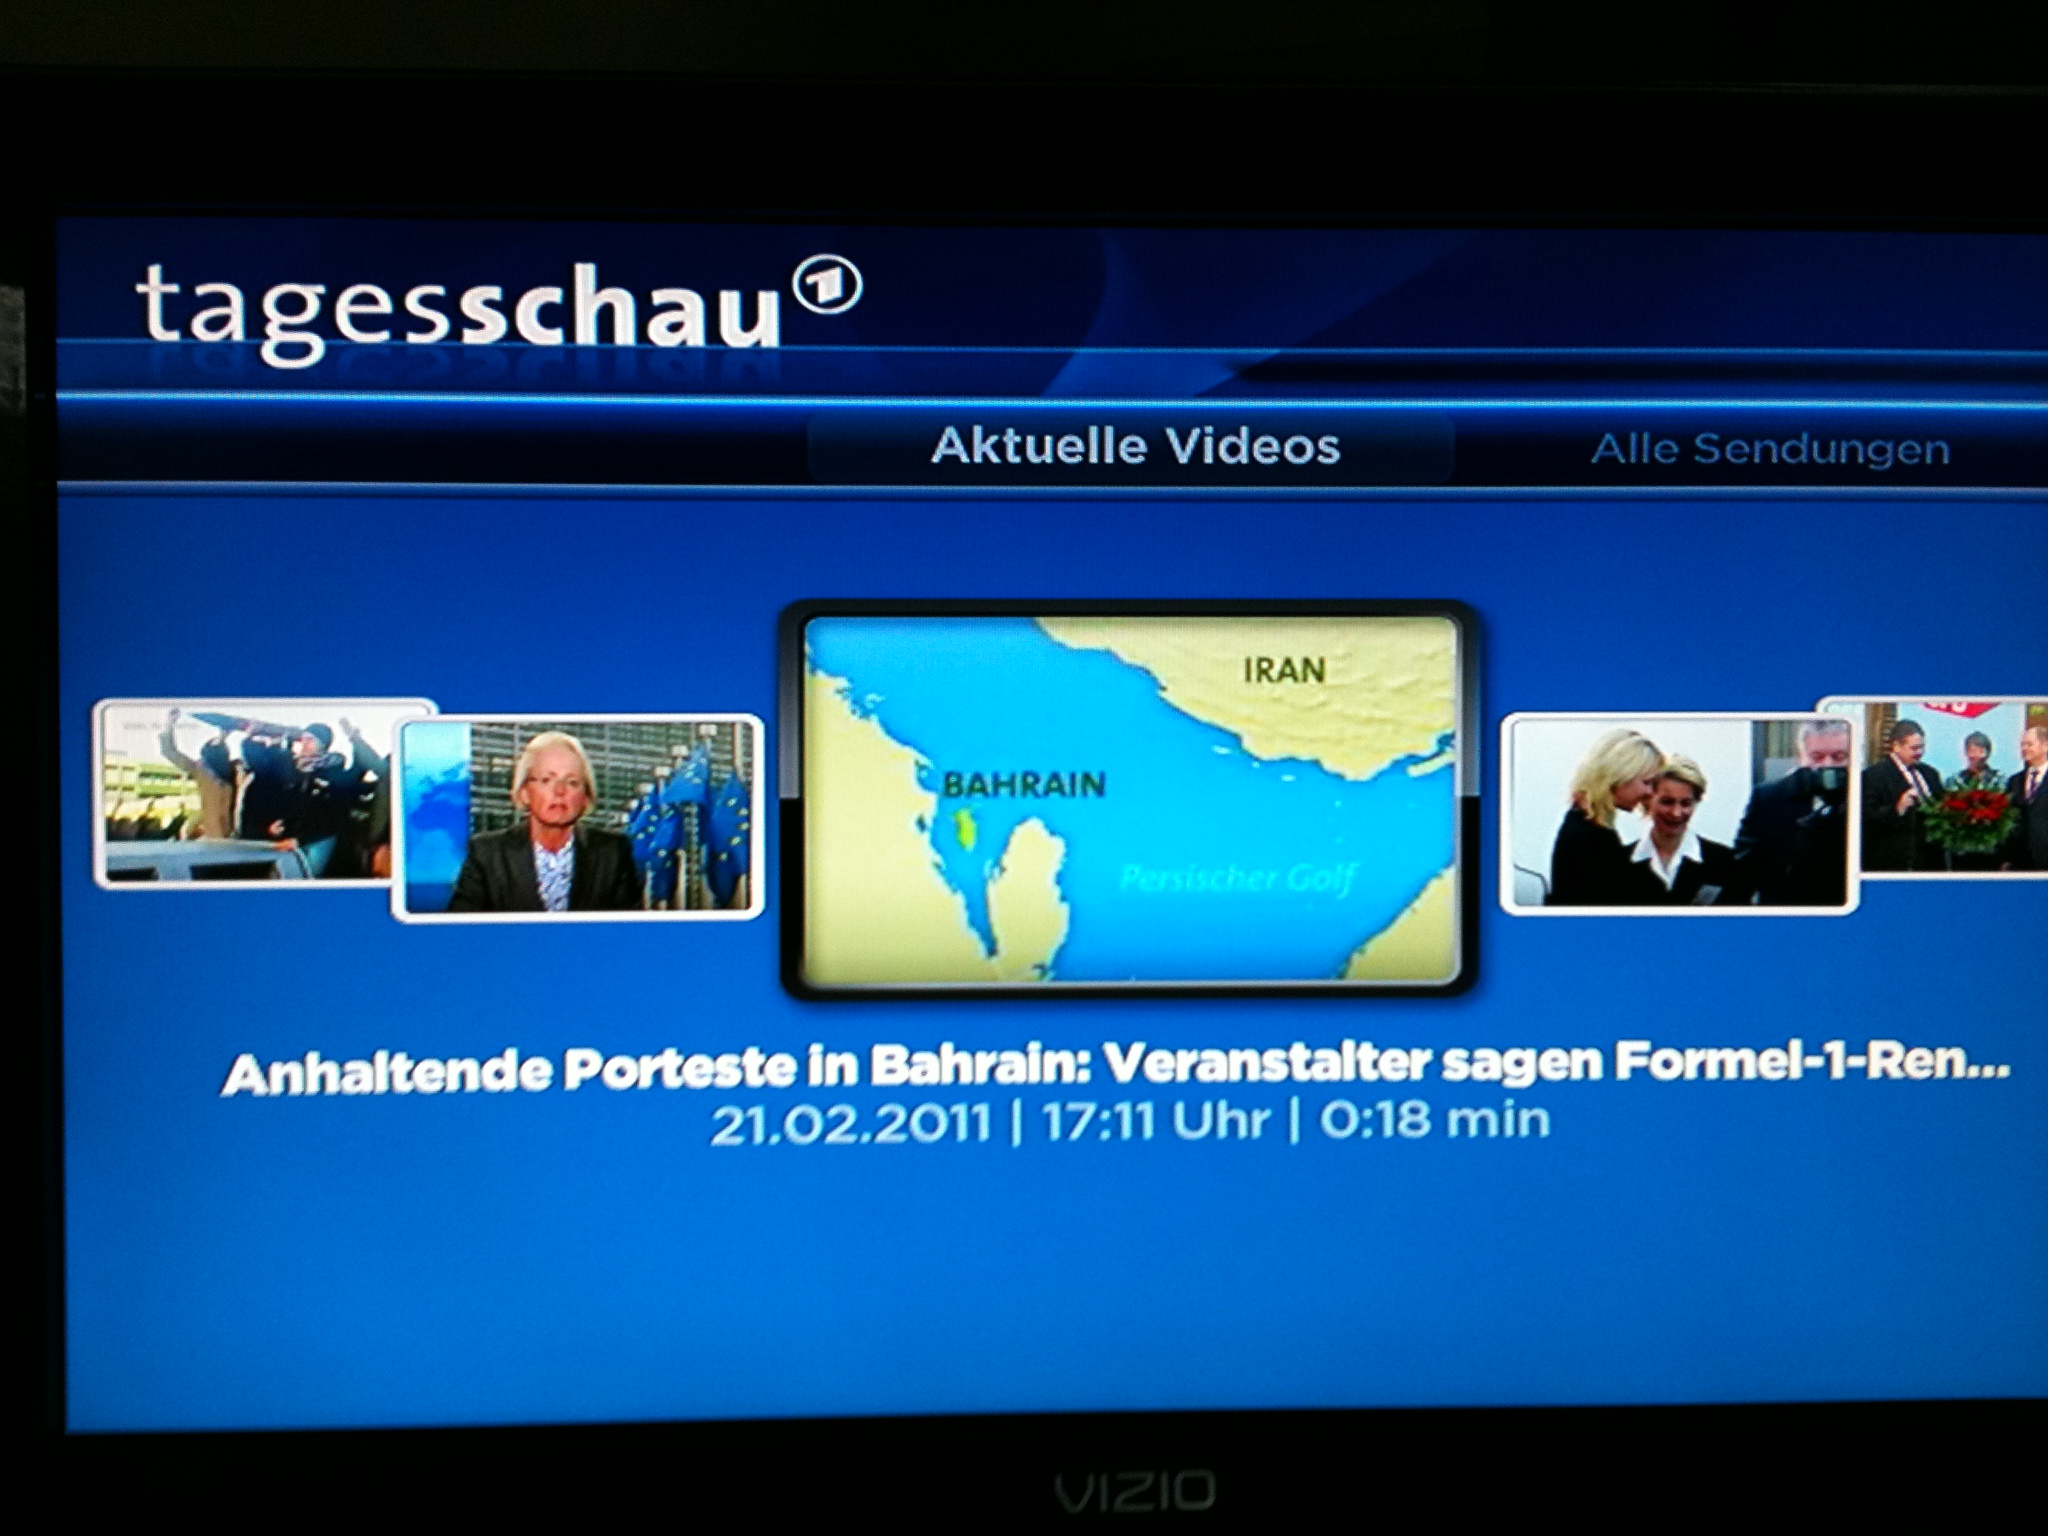 tagesschau
Aktuelle Videos
Alle Sendungen
IRAN
BAHRAIN
Persischer Golf
Anhaltende Porteste in Bahrain: Veranstalter sagen Formel-1-Ren...
21.02.2011 | 17:11 Uhr | 0:18 min
VIZIO